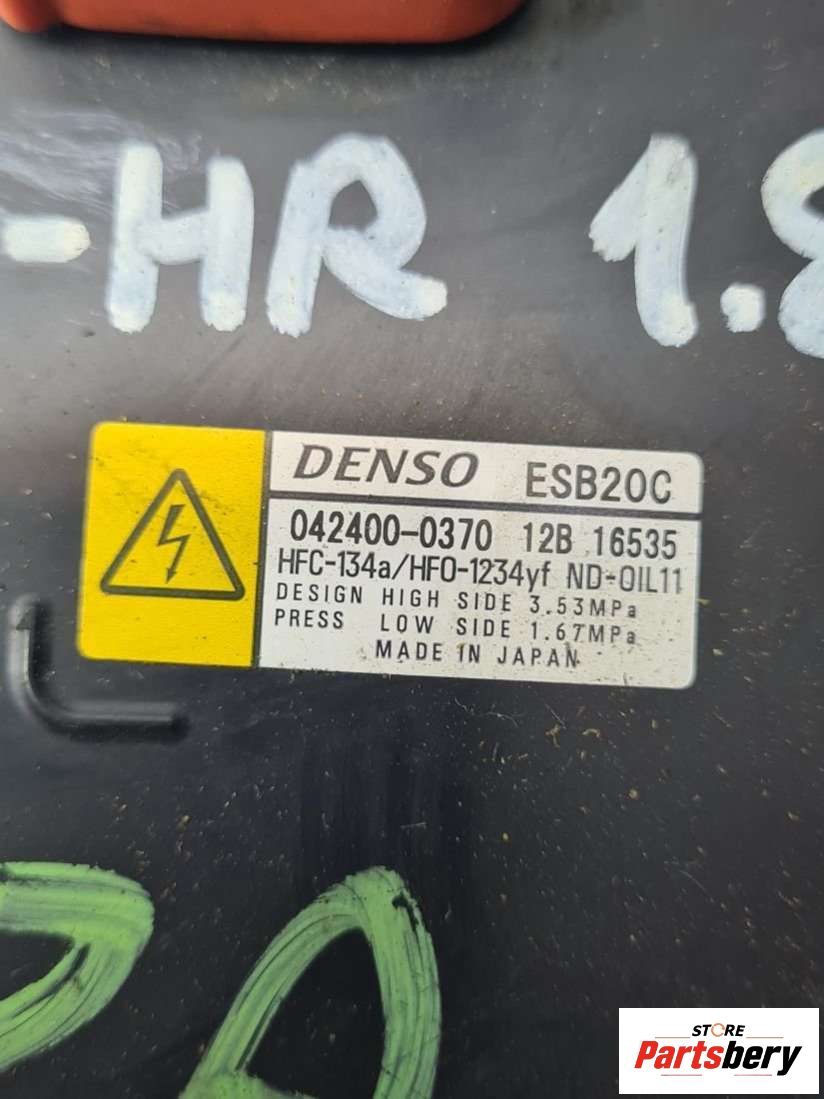 -HR 1.8
DENSO ESB20C
042400-0370 12B 16535
HFC-134a/HFO-1234yf ND-OIL11
DESIGN HIGH SIDE 3.53MPa
PRESS LOW SIDE 1.67MPa
MADE IN JAPAN
STORE
Partsbery